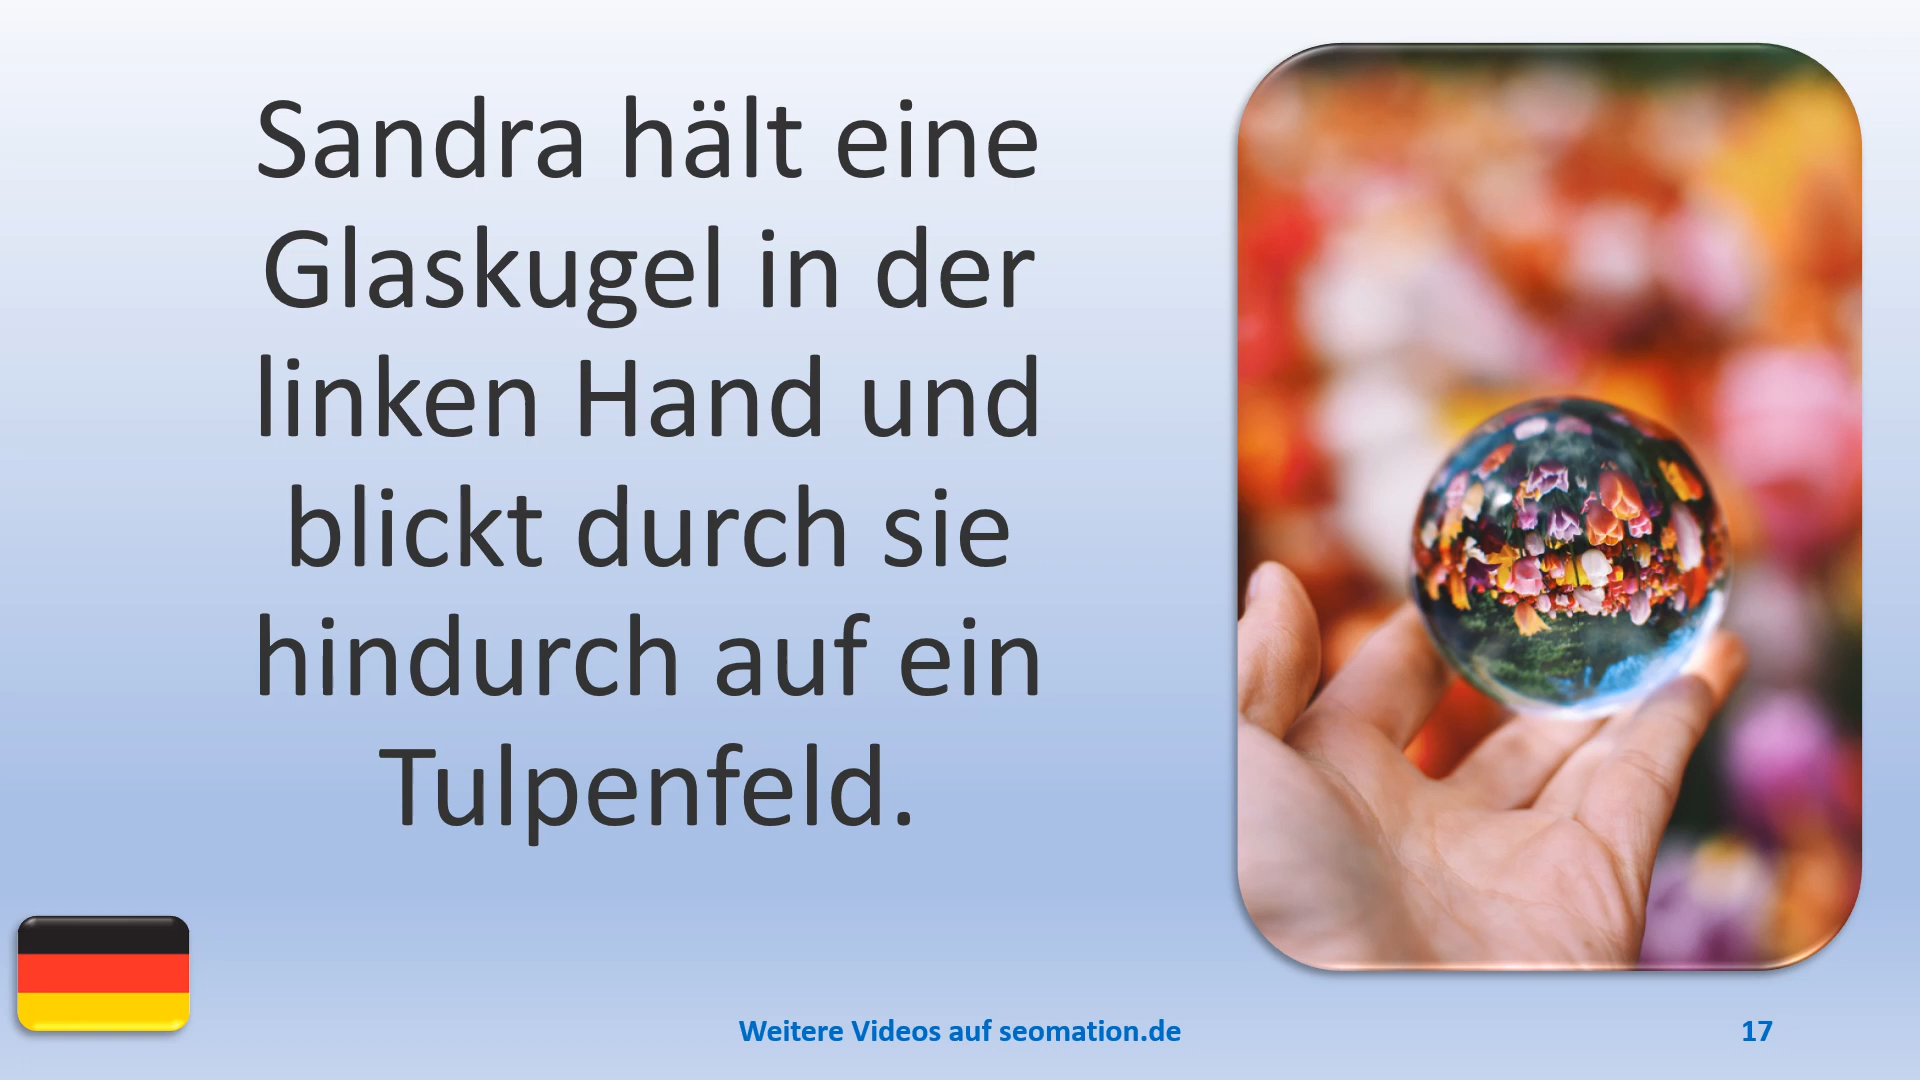 Sandra hält eine
Glaskugel in der
linken Hand und
blickt durch sie
hindurch auf ein
Tulpenfeld.
Weitere Videos auf seomation.de
17